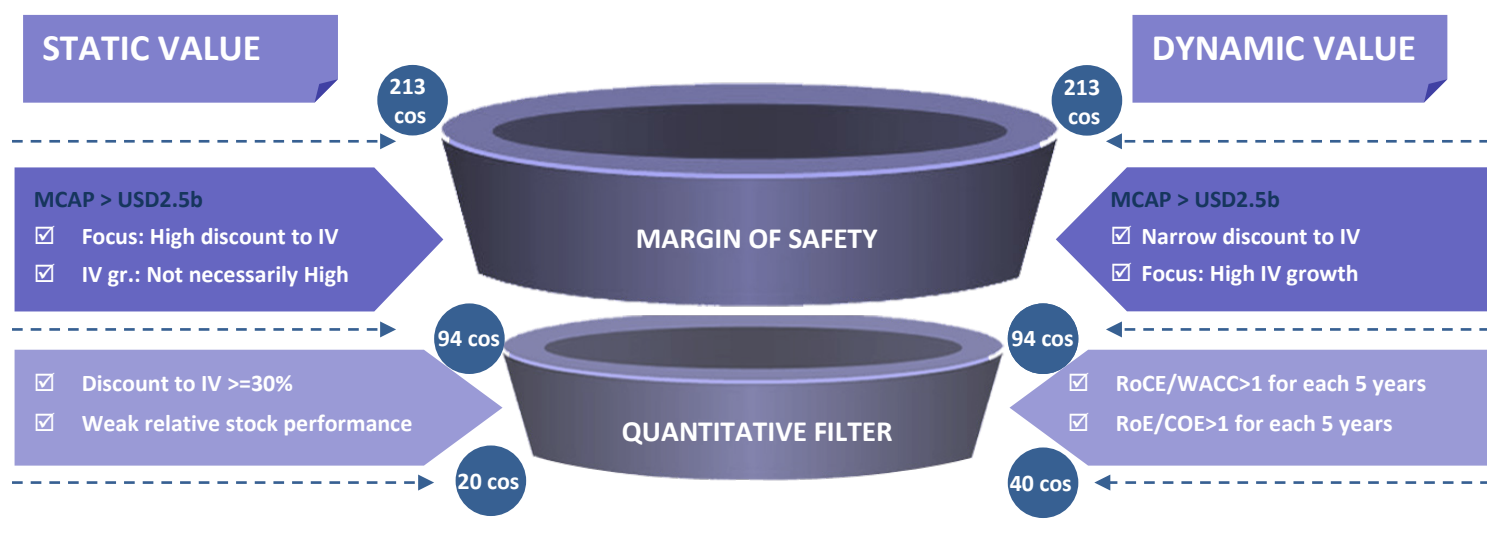 STATIC VALUE
DYNAMIC VALUE
213
cos
213
cos
MCAP > USD2.5b
☑ Focus: High discount to IV
☑ IV gr.: Not necessarily High
MARGIN OF SAFETY
MCAP > USD2.5b
☑ Narrow discount to IV
☑ Focus: High IV growth
94 cos
94 cos
☑ Discount to IV >=30%
☑ Weak relative stock performance
QUANTITATIVE FILTER
☑ RoCE/WACC>1 for each 5 years
☑ RoE/COE>1 for each 5 years
20 cos
40 cos